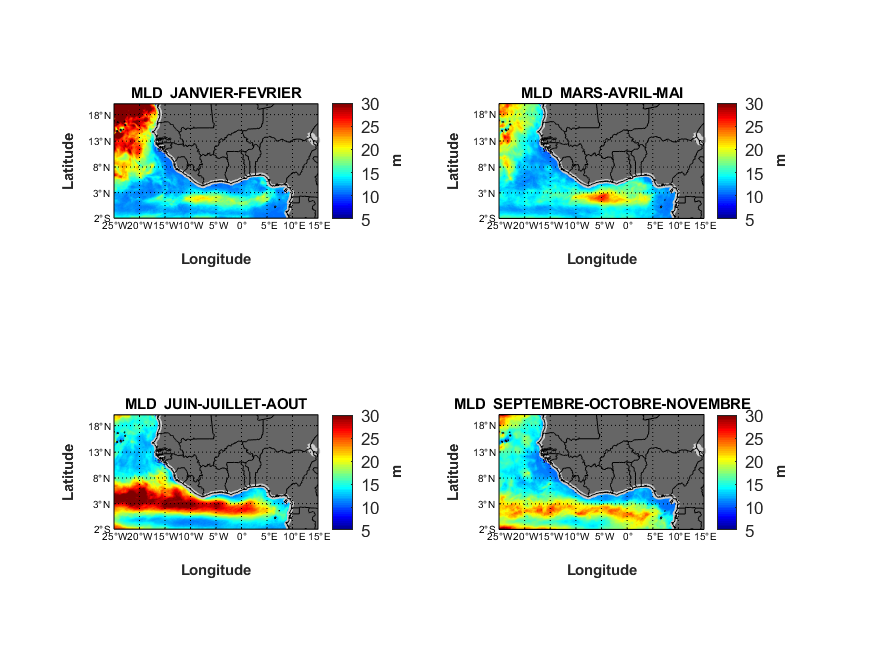 MLD JANVIER-FEVRIER
18°N
13°N
8°N
3°N
2°S
25°W20°W15°W10°W 5°W 0° 5°E 10°E 15°E
Latitude
Longitude
30
25
20
15
10
5
m
MLD MARS-AVRIL-MAI
18°N
13°N
8°N
3°N
2°S
25°W20°W15°W10°W 5°W 0° 5°E 10°E 15°E
Latitude
Longitude
30
25
20
15
10
5
m
MLD JUIN-JUILLET-AOUT
18°N
13°N
8°N
3°N
2°S
25°W20°W15°W10°W 5°W 0° 5°E 10°E 15°E
Latitude
Longitude
30
25
20
15
10
5
m
MLD SEPTEMBRE-OCTOBRE-NOVEMBRE
18°N
13°N
8°N
3°N
2°S
25°W20°W15°W10°W 5°W 0° 5°E 10°E 15°E
Latitude
Longitude
30
25
20
15
10
5
m